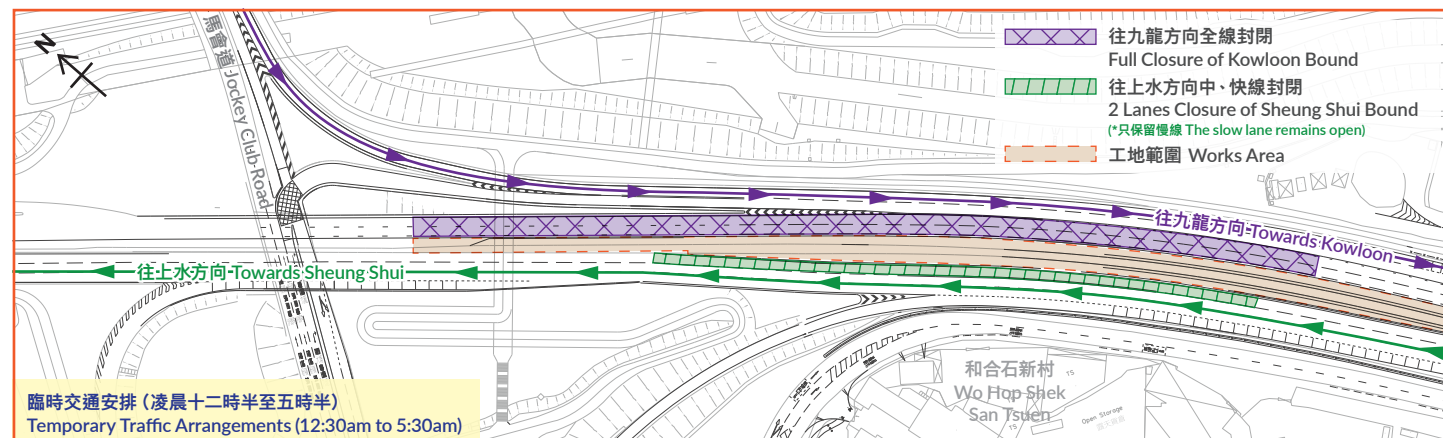 N
馬會道 Jockey Club Road
往九龍方向全線封閉
Full Closure of Kowloon Bound
往上水方向中、快線封閉
2 Lanes Closure of Sheung Shui Bound
(*只保留慢線 The slow lane remains open)
工地範圍 Works Area
往九龍方向 Towards Kowloon
往上水方向 Towards Sheung Shui
和合石新村
Wo Hop Shek
San Tsuen
TS
TS
Open Storage
臨時交通安排 (凌晨十二時半至五時半)
Temporary Traffic Arrangements (12:30am to 5:30am)